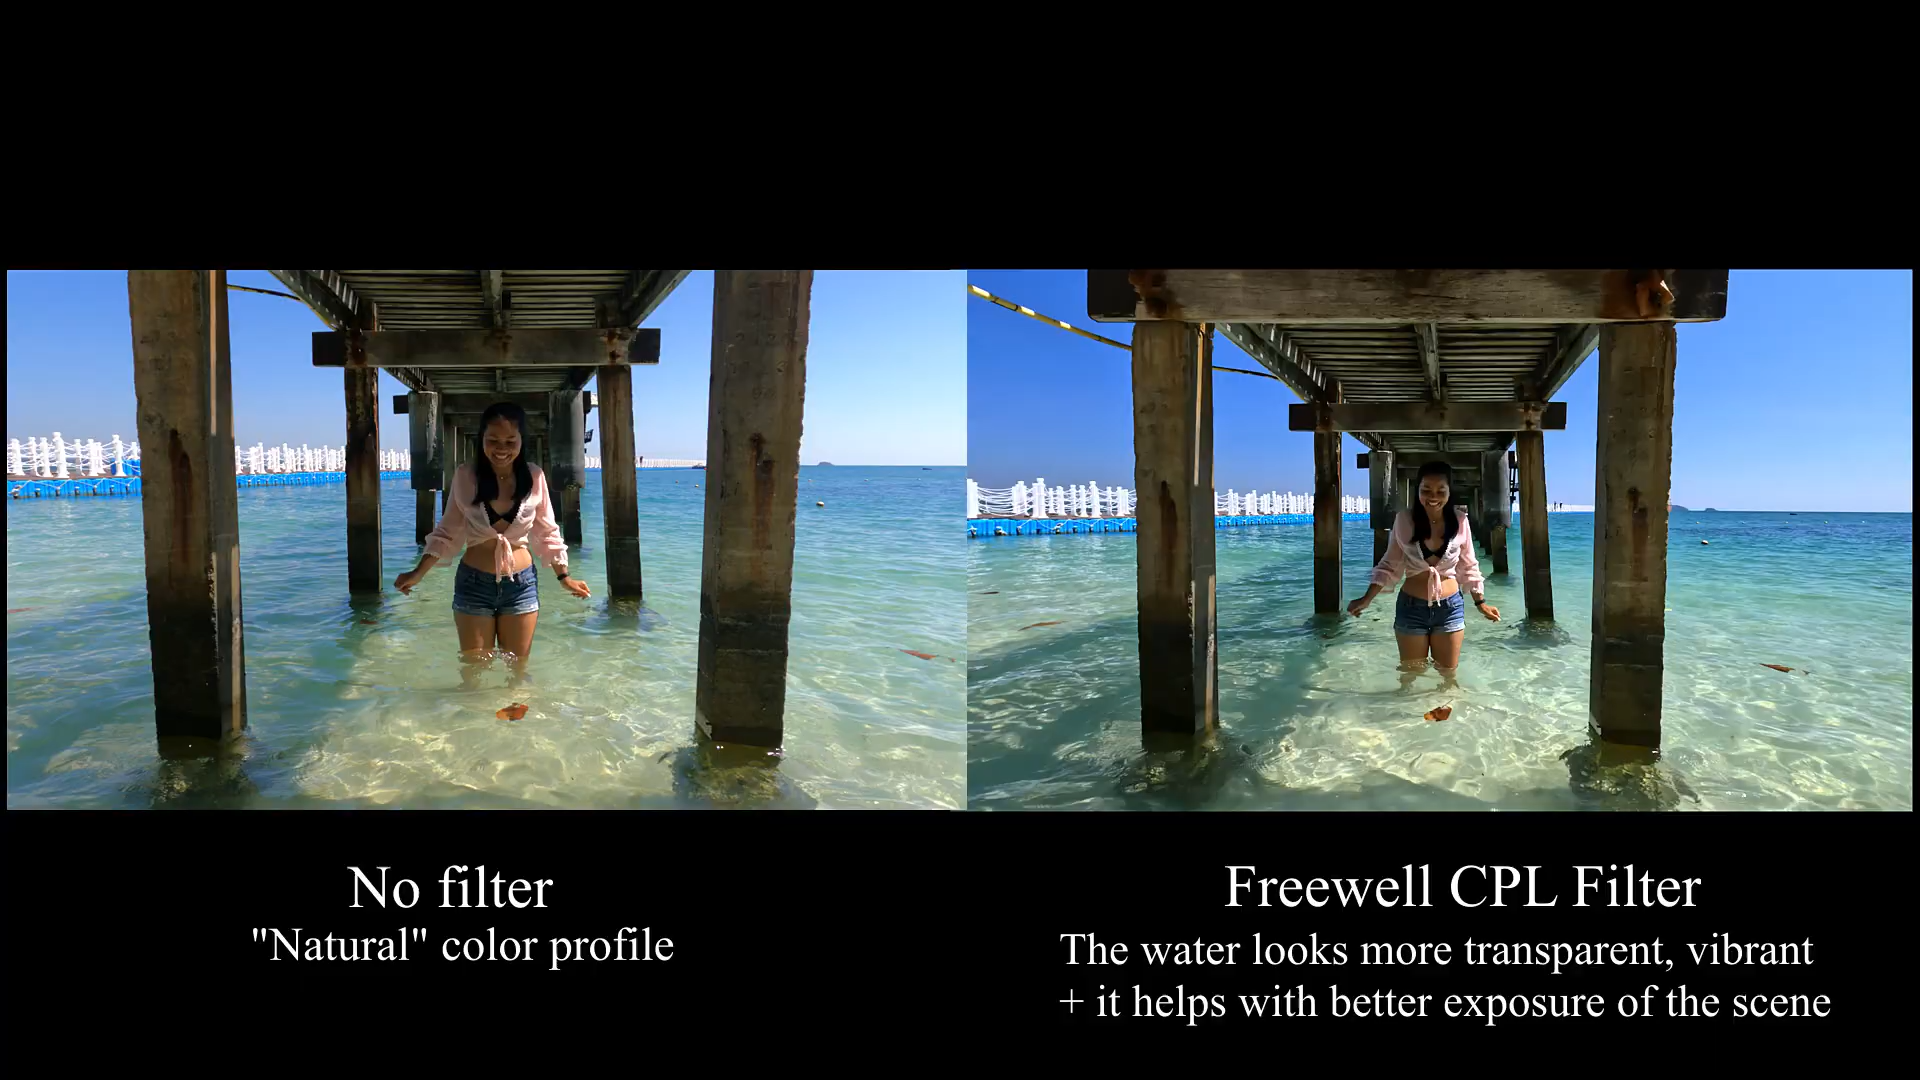 No filter
"Natural" color profile
Freewell CPL Filter
The water looks more transparent, vibrant
+ it helps with better exposure of the scene